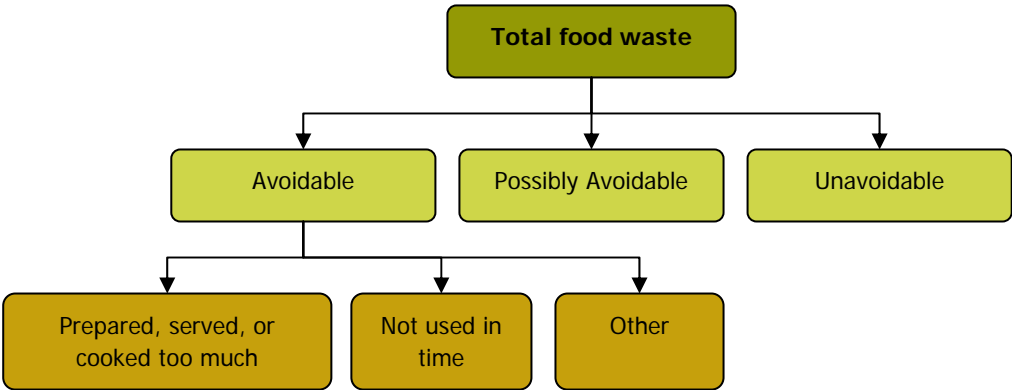 Total food waste
Avoidable
Possibly Avoidable
Unavoidable
Prepared, served, or
cooked too much
Not used in
time
Other